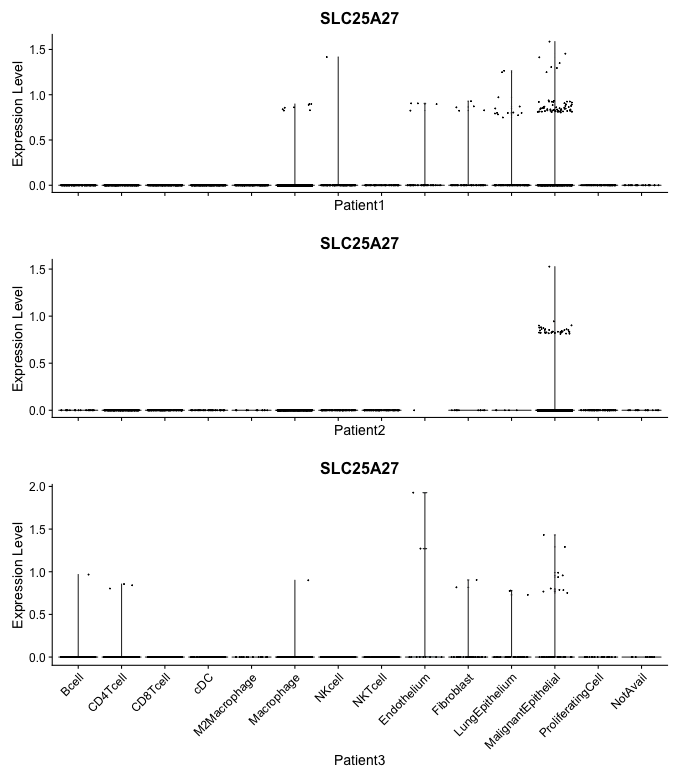 SLC25A27
Expression Level
1.5
1.0
0.5
0.0
Patient1
SLC25A27
Expression Level
1.5
1.0
0.5
0.0
Patient2
SLC25A27
Expression Level
2.0
1.5
1.0
0.5
0.0
Bcell
CD4Tcell
CD8Tcell
cDC
M2Macrophage
Macrophage
NKcell
NKTcell
Endothelium
Fibroblast
LungEpithelium
MalignantEpithelial
ProliferatingCell
NotAvail
Patient3